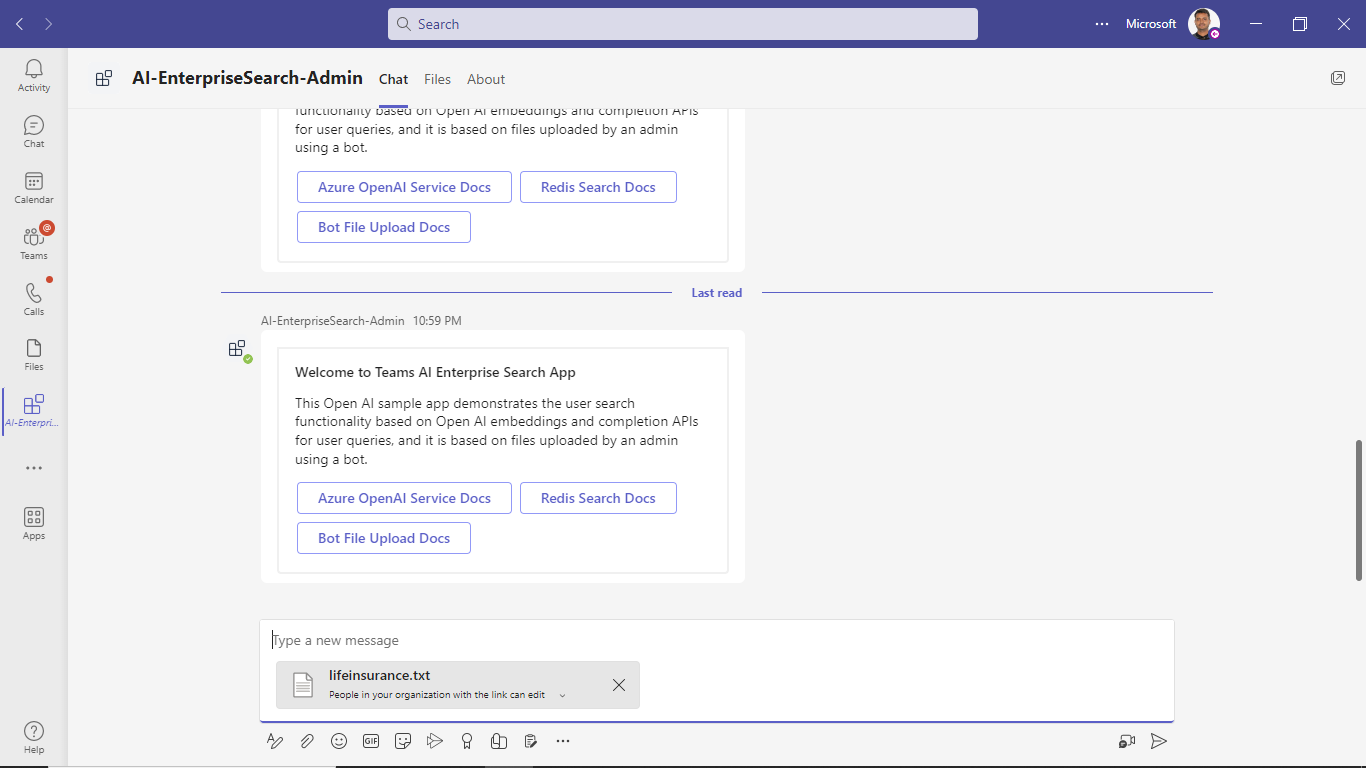 Search
Microsoft
Activity
Chat
Calendar
Teams
Calls
Files
AI-Enterpri...
Apps
Help
AI-EnterpriseSearch-Admin
Chat
Files
About
functionality based on Open AI embeddings and completion APIs
for user queries, and it is based on files uploaded by an admin
using a bot.
Azure OpenAI Service Docs
Redis Search Docs
Bot File Upload Docs
Last read
AI-EnterpriseSearch-Admin 10:59 PM
Welcome to Teams AI Enterprise Search App
This Open AI sample app demonstrates the user search
functionality based on Open AI embeddings and completion APIs
for user queries, and it is based on files uploaded by an admin
using a bot.
Azure OpenAI Service Docs
Redis Search Docs
Bot File Upload Docs
Type a new message
lifeinsurance.txt
People in your organization with the link can edit
GIF